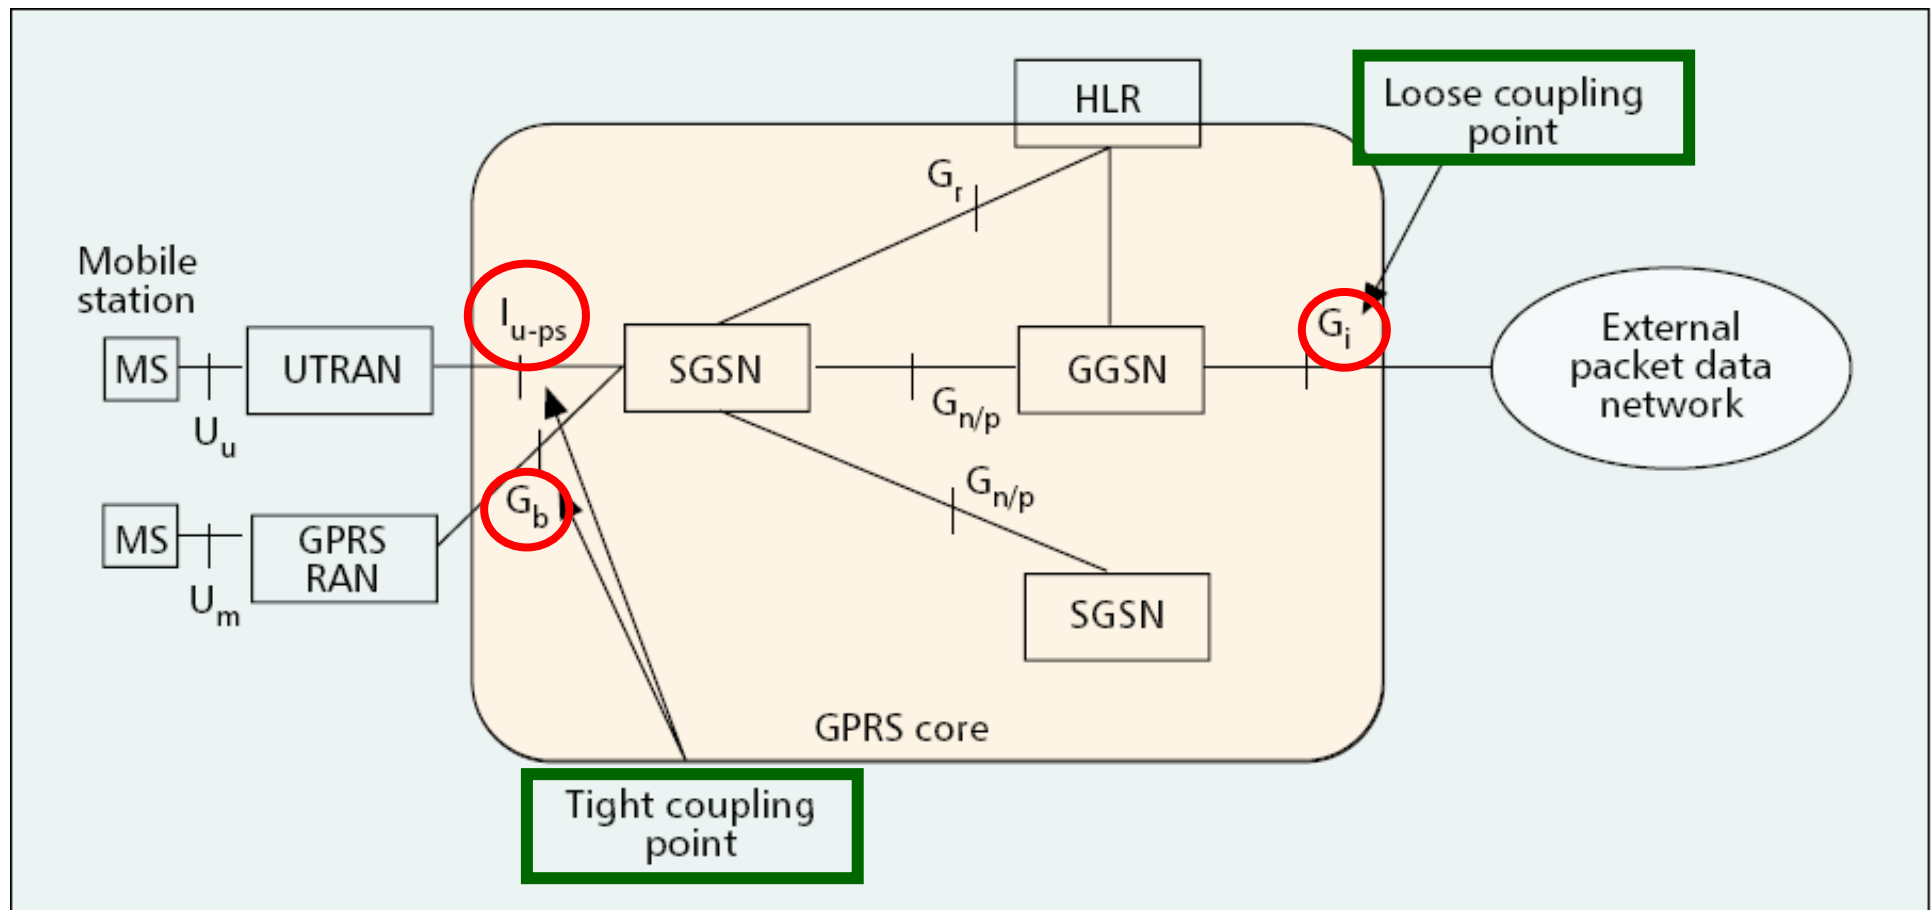 HLR
Loose coupling
point
Gr
Mobile
station
Iu-ps
Gi
MS
UTRAN
SGSN
GGSN
External
packet data
network
Uu
Gn/p
Gb
Gn/p
MS
GPRS
RAN
Um
SGSN
GPRS core
Tight coupling
point